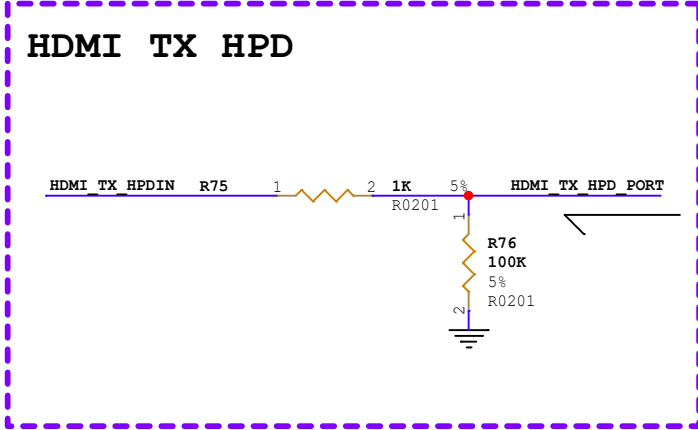 HDMI TX HPD
HDMI_TX_HPDIN R75 1 2 1K 5% HDMI_TX_HPD_PORT
R0201
1
R76
100K
5%
R0201
2